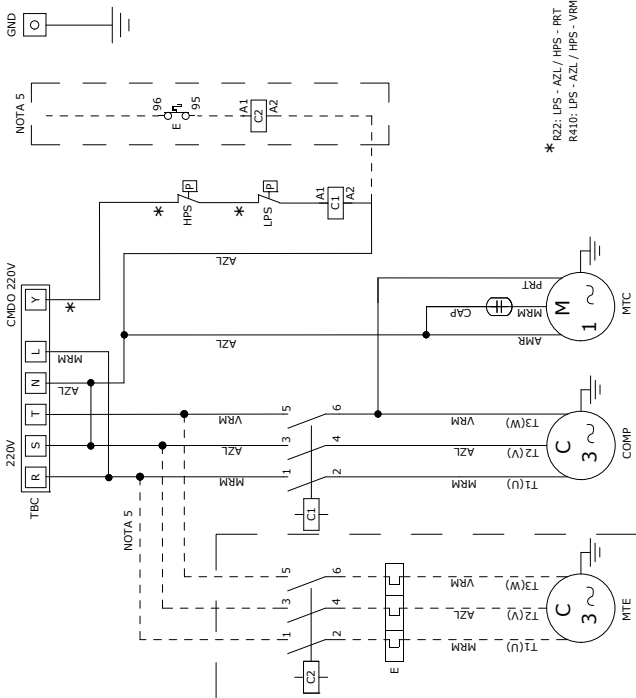 GND
NOTA 5
96
E
95
A1
C2
A2
CMDO 220V
220V
TBC
R
S
T
N
L
Y
MRM
AZL
*
*
HPS
P
*
LPS
P
A1
C1
A2
AZL
AZL
NOTA 5
MRM
AZL
VRM
1
3
5
C1
2
4
6
MRM
AZL
VRM
T1(U)
T2(V)
T3(W)
C
3 ~
COMP
CAP
AMR
MRM
PRT
M
1 ~
MTC
1
3
5
C2
2
4
6
E
MRM
AZL
VRM
T1(U)
T2(V)
T3(W)
C
3 ~
MTE
* R22: LPS - AZL / HPS - PRT
R410: LPS - AZL / HPS - VRM